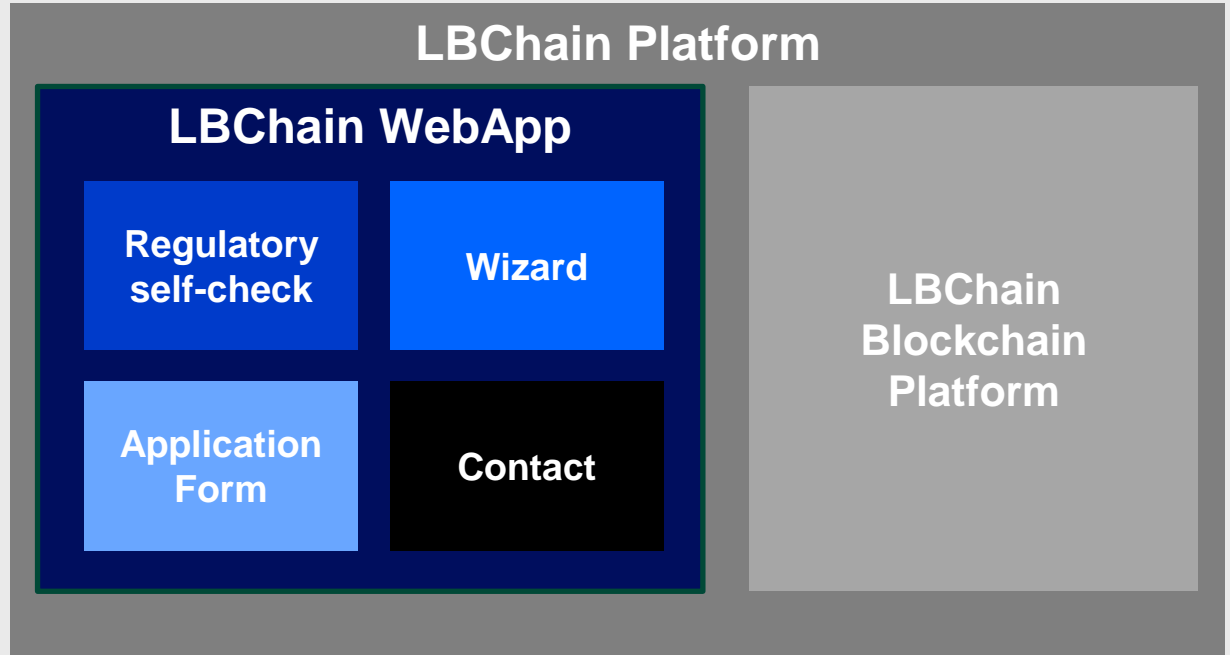 LBChain Platform
LBChain WebApp
Regulatory
self-check
Wizard
Application
Form
Contact
LBChain
Blockchain
Platform